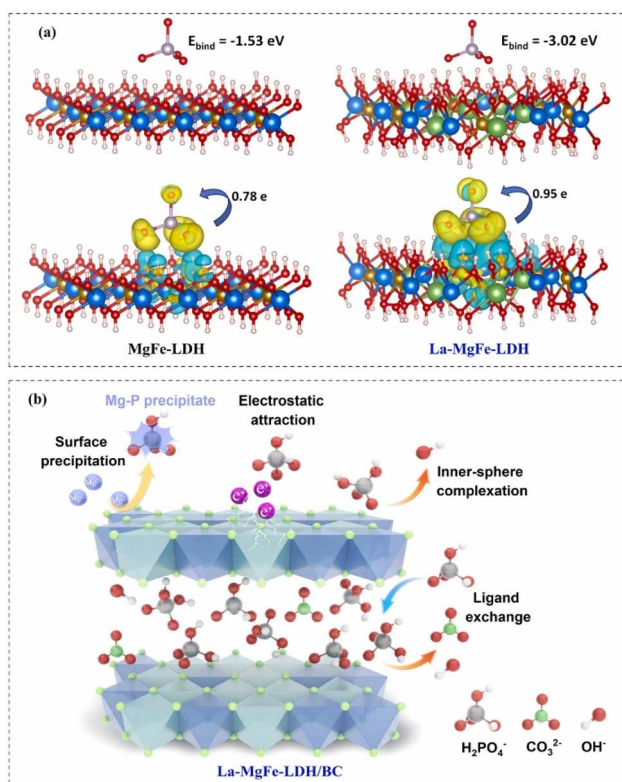 (a)
E_bind = -1.53 eV
E_bind = -3.02 eV
0.78 e
0.95 e
MgFe-LDH
La-MgFe-LDH
(b)
Mg-P precipitate
Electrostatic
attraction
Surface
precipitation
Inner-sphere
complexation
Ligand
exchange
H₂PO₄⁻
CO₃²⁻
OH⁻
La-MgFe-LDH/BC